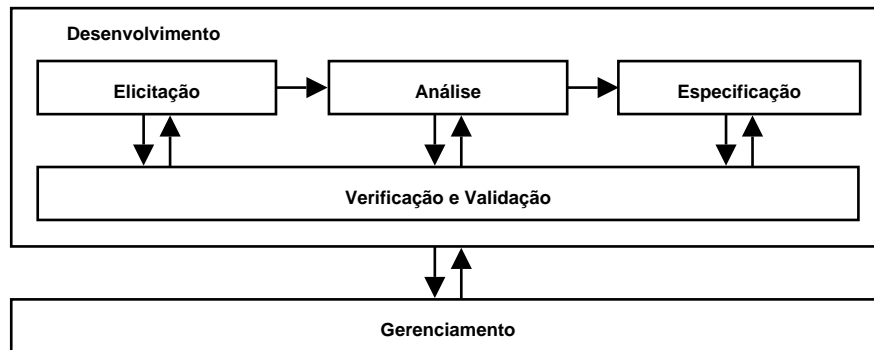 Desenvolvimento
Elicitação
Análise
Especificação
Verificação e Validação
Gerenciamento